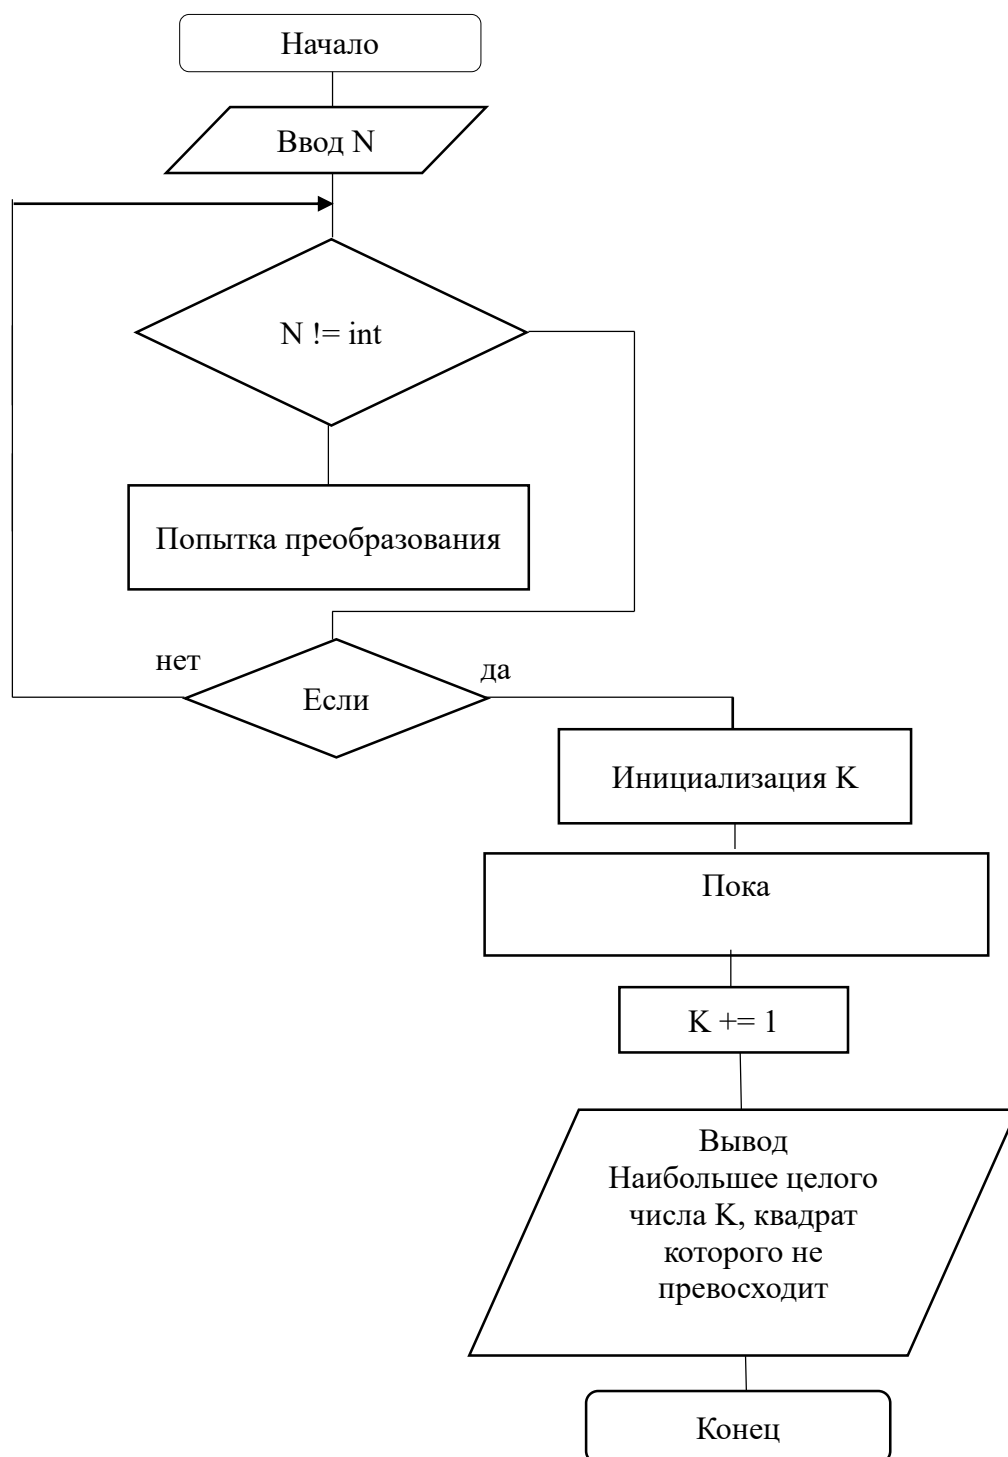 Начало
Ввод N
N != int
Попытка преобразования
нет
да
Если
Инициализация K
Пока
K += 1
Вывод
Наибольшее целого
числа K, квадрат
которого не
превосходит
Конец